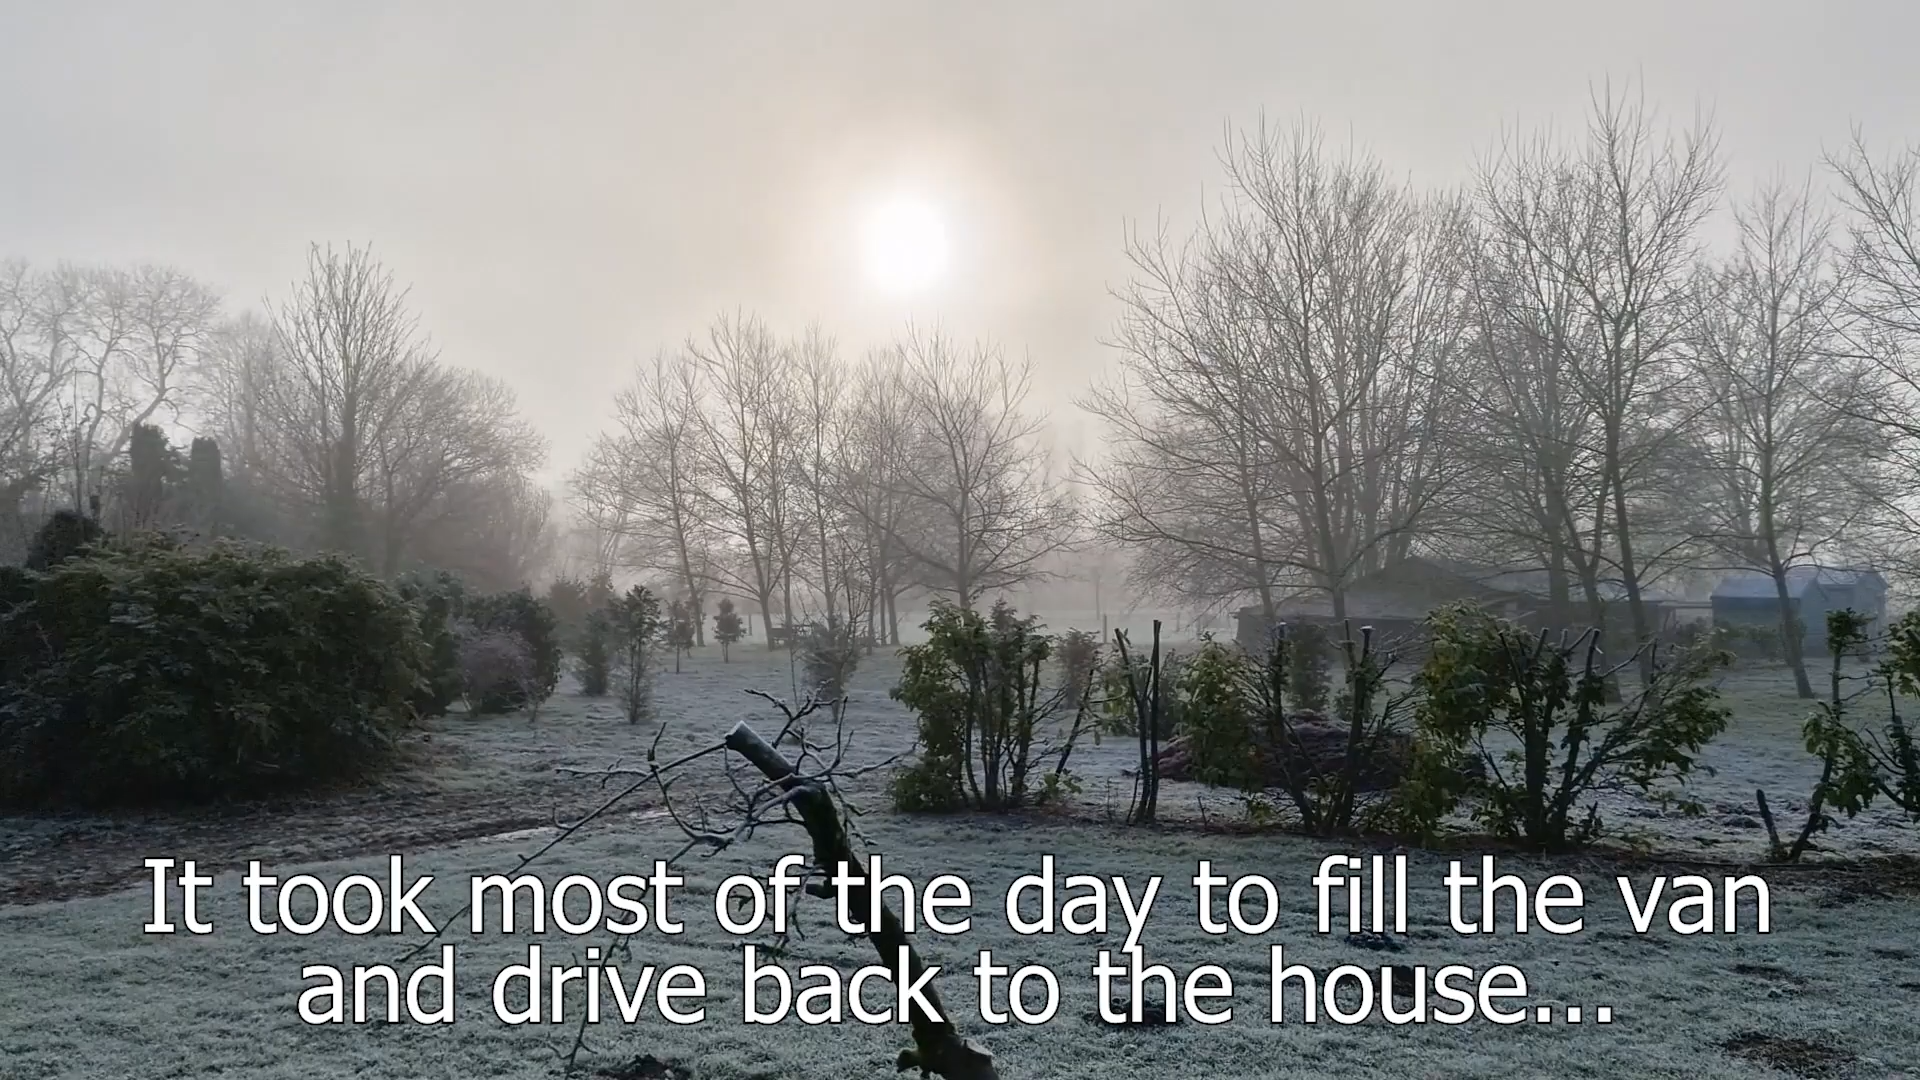 It took most of the day to fill the van
and drive back to the house...